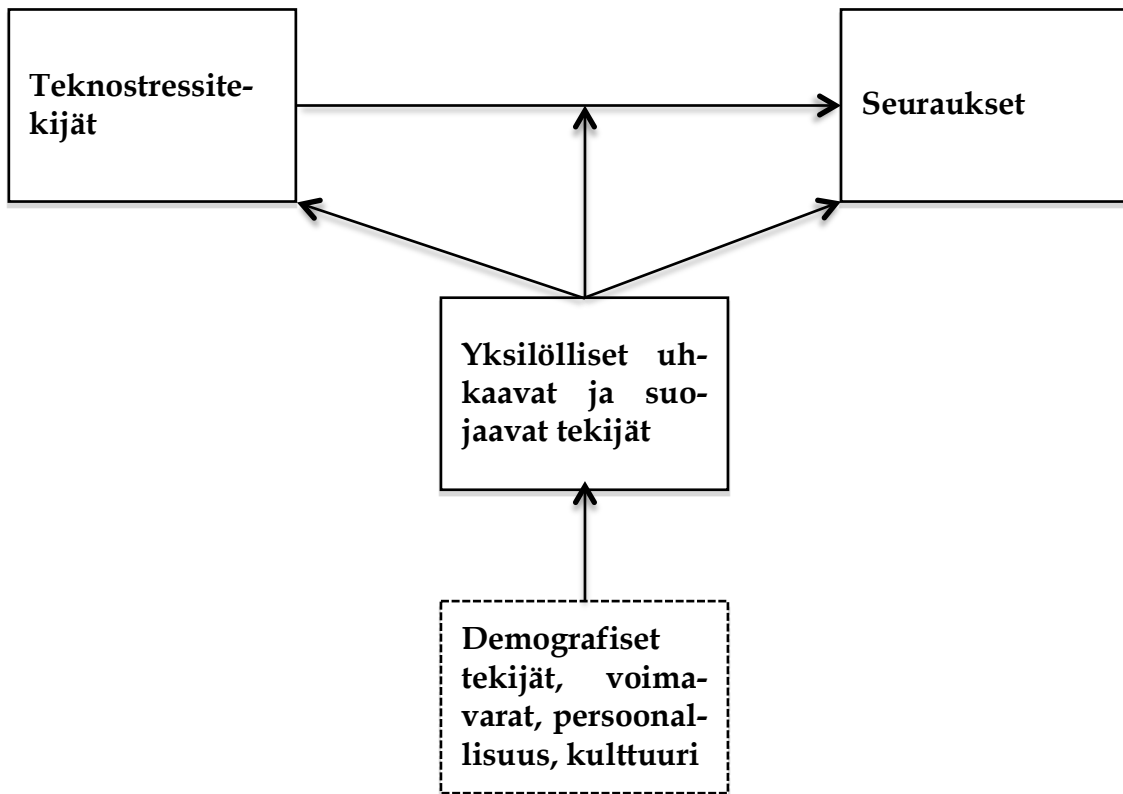 Teknostressite-
kijät
Seuraukset
Yksilölliset uh-
kaavat ja suo-
jaavat tekijät
Demografiset
tekijät, voima-
varat, persoonal-
lisuus, kulttuuri